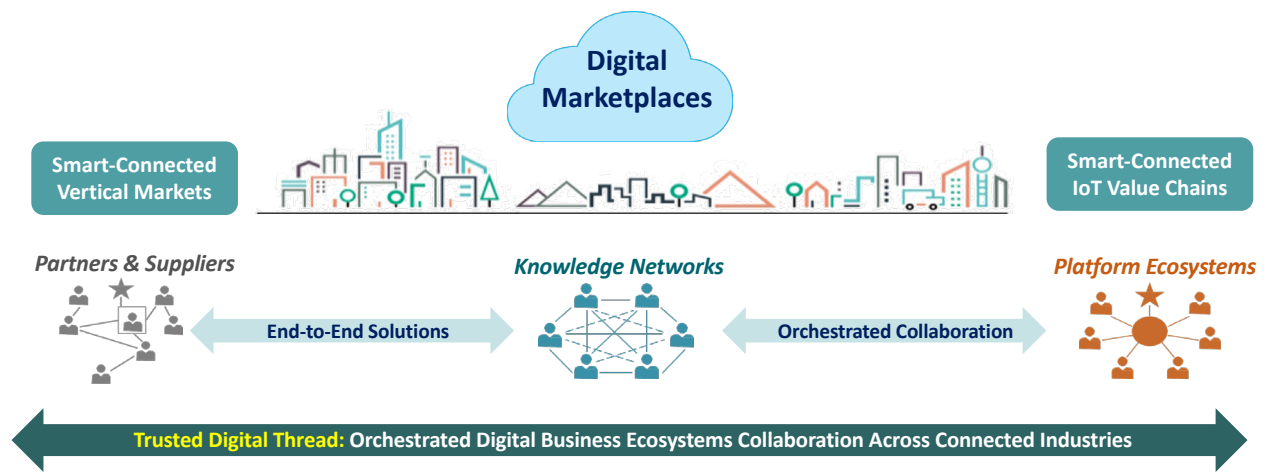 Digital
Marketplaces
Smart-Connected
Vertical Markets
Smart-Connected
IoT Value Chains
Partners & Suppliers
Knowledge Networks
Platform Ecosystems
End-to-End Solutions
Orchestrated Collaboration
Trusted Digital Thread: Orchestrated Digital Business Ecosystems Collaboration Across Connected Industries